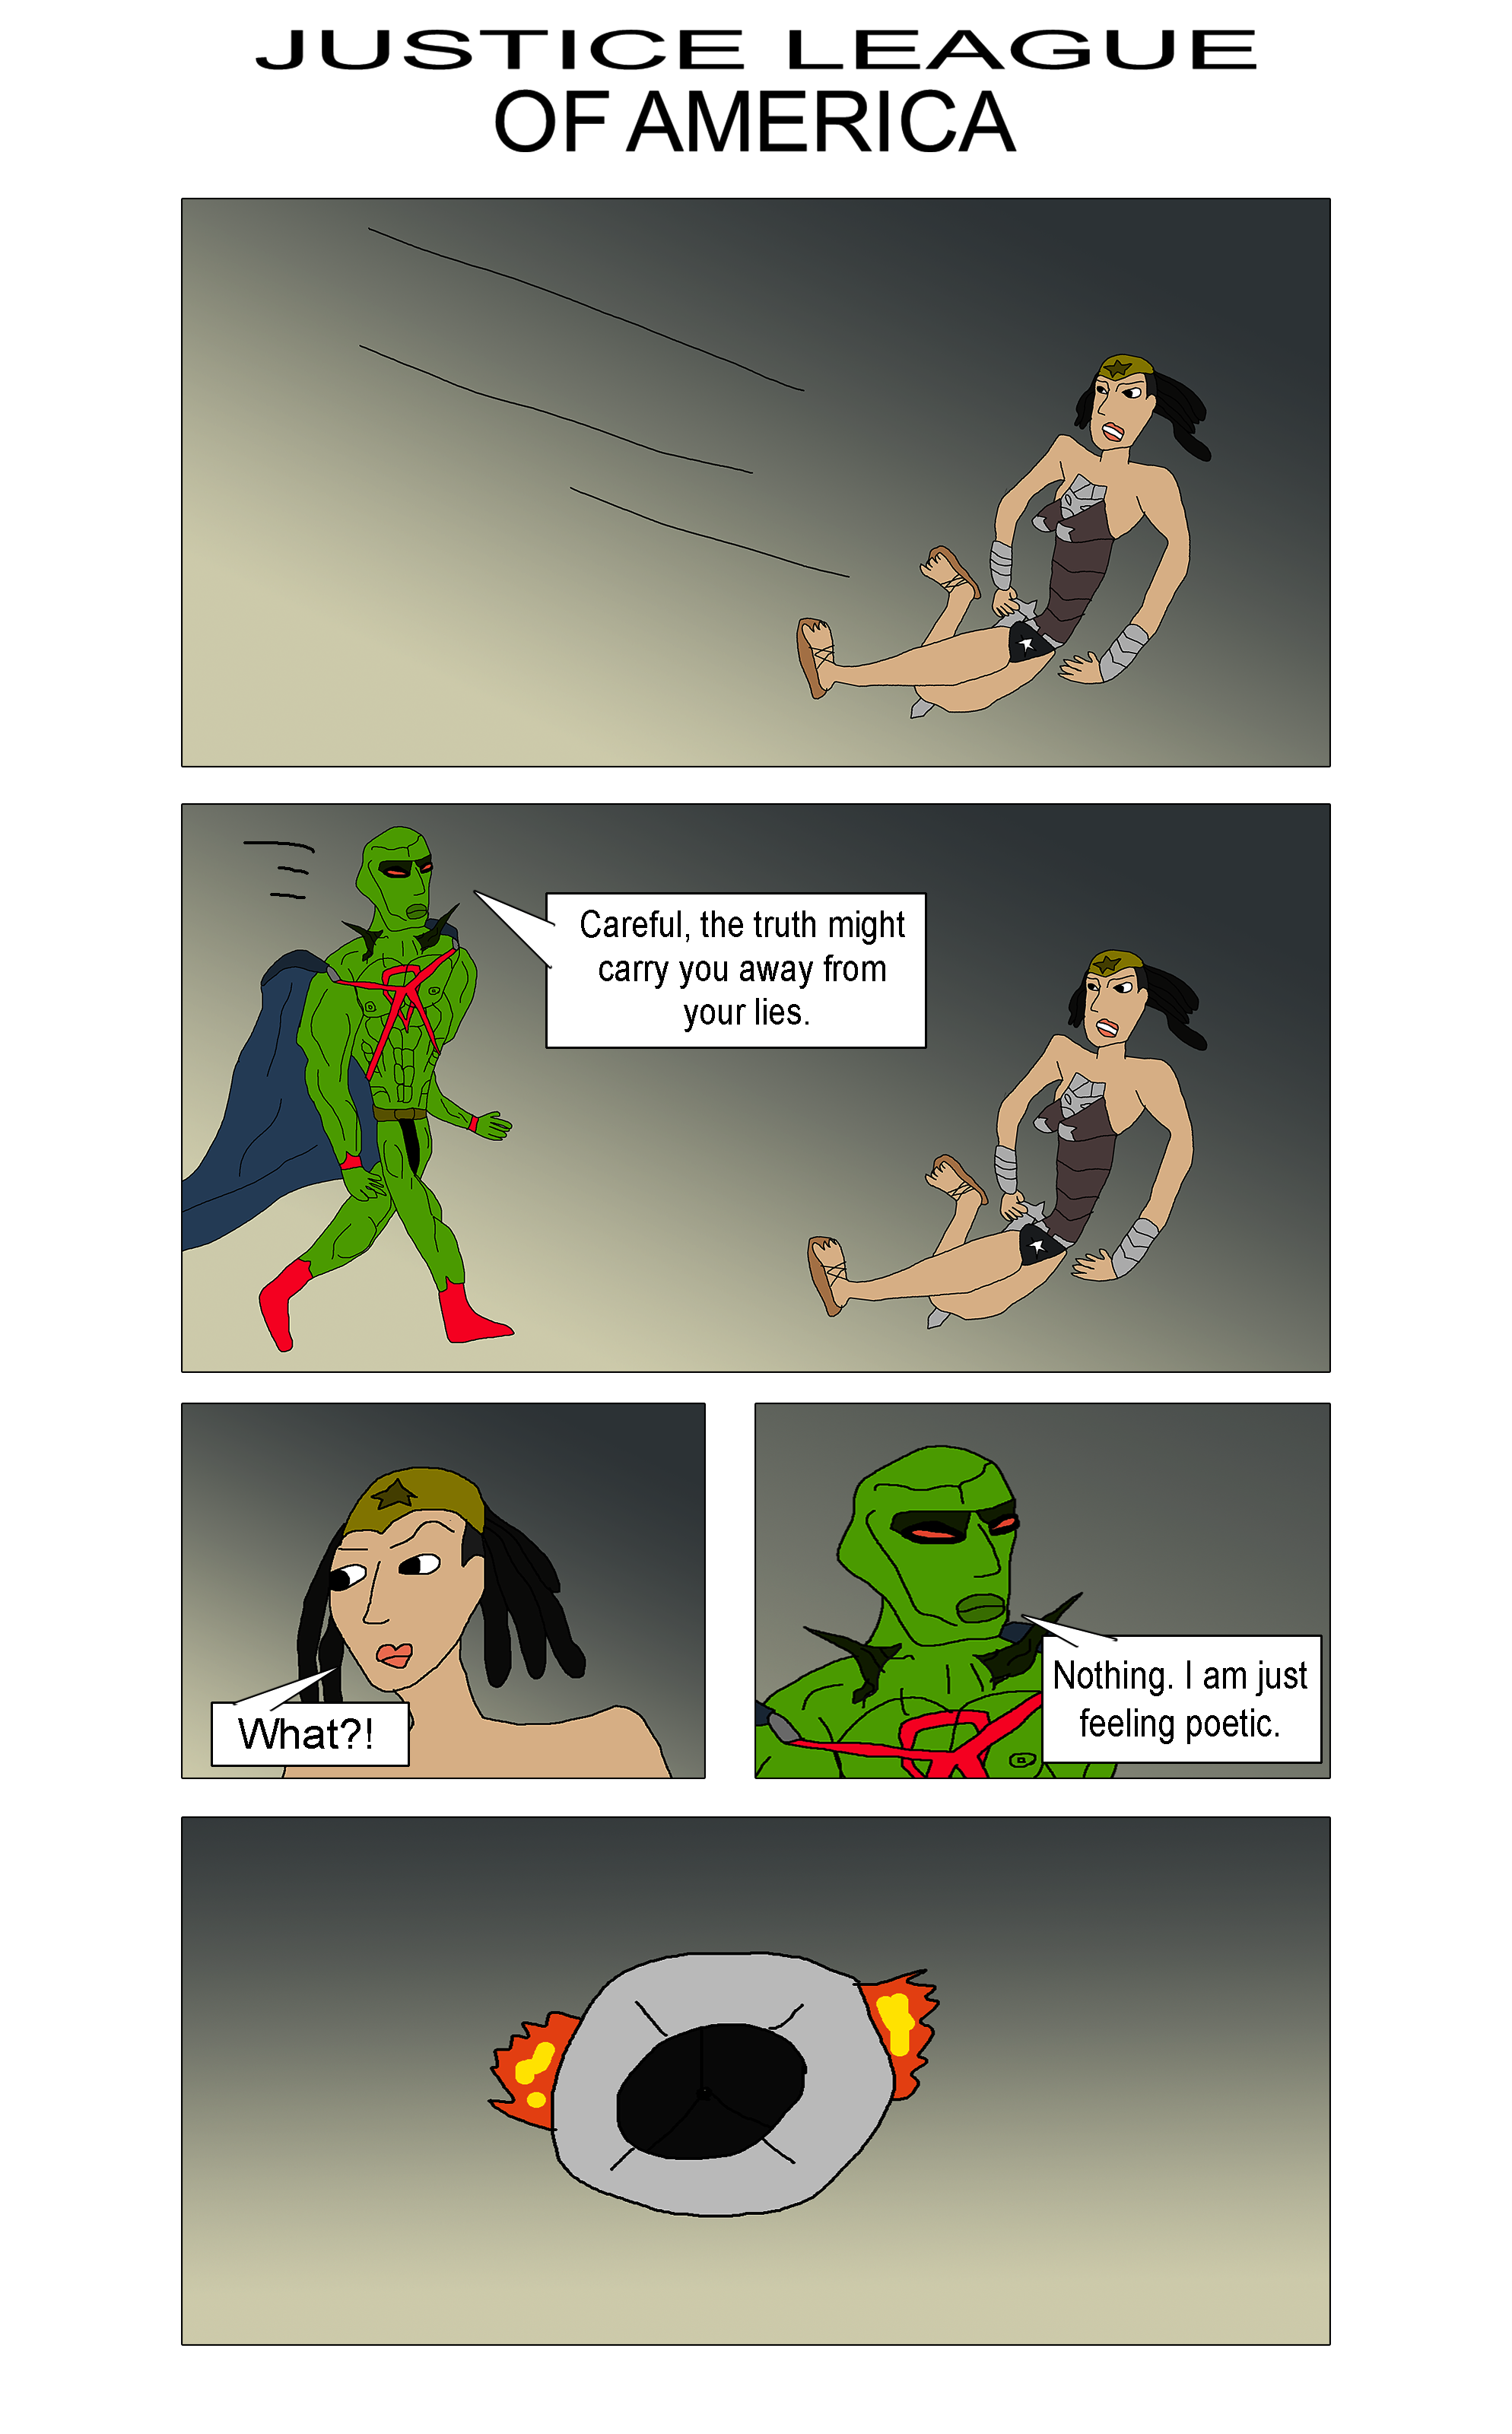 JUSTICE LEAGUE
OF AMERICA
Careful, the truth might
carry you away from
your lies.
What?!
Nothing. I am just
feeling poetic.